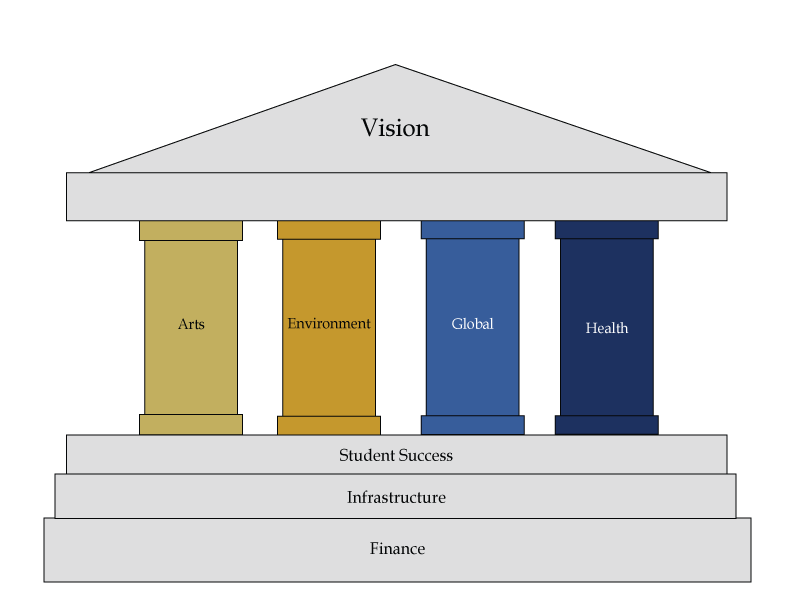 Vision
Arts
Environment
Global
Health
Student Success
Infrastructure
Finance